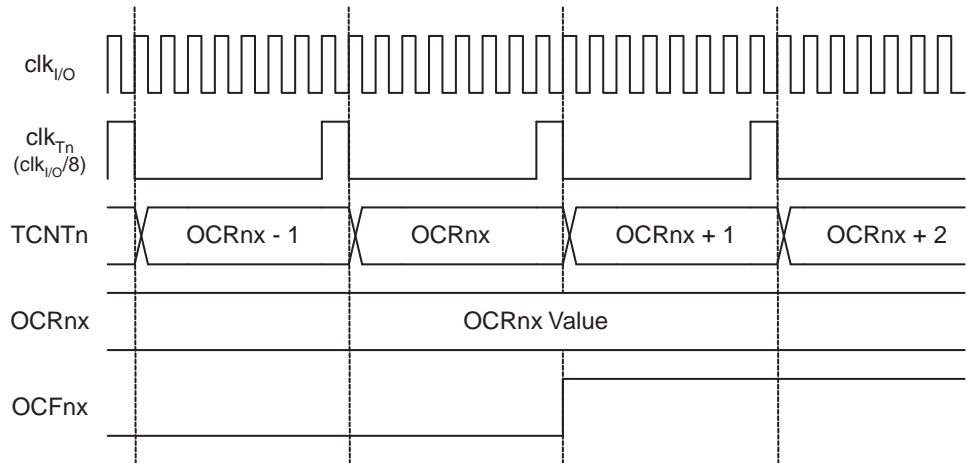 clkI/O
clkTn
(clkI/O/8)
TCNTn OCRnx - 1 OCRnx OCRnx + 1 OCRnx + 2
OCRnx OCRnx Value
OCFnx